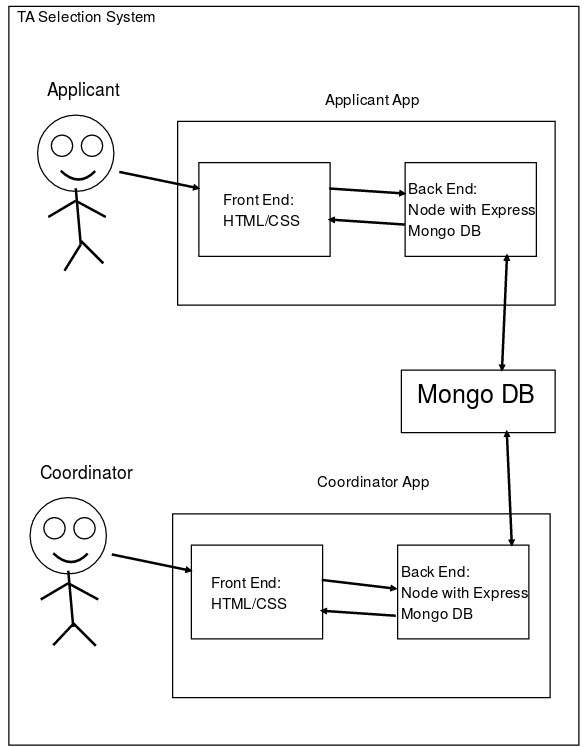 TA Selection System
Applicant
Applicant App
Front End:
HTML/CSS
Back End:
Node with Express
Mongo DB
Mongo DB
Coordinator
Coordinator App
Front End:
HTML/CSS
Back End:
Node with Express
Mongo DB